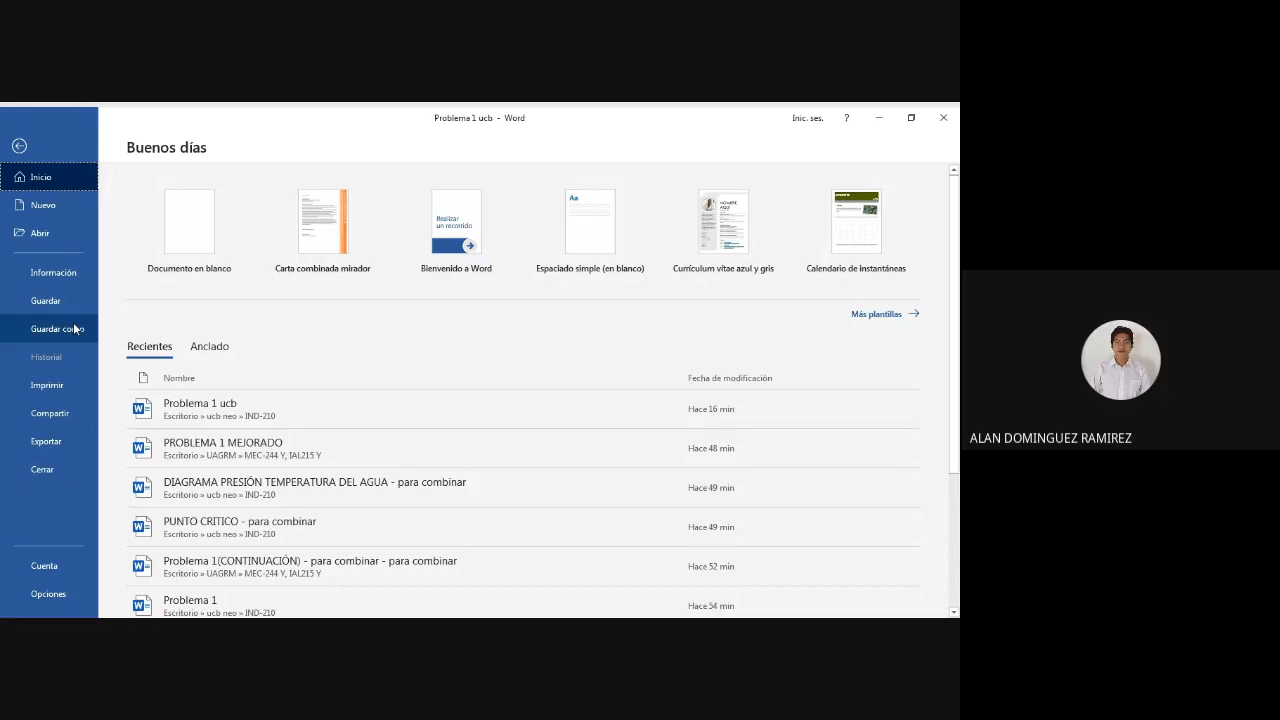 Problema 1 ucb - Word
Inic. ses.
?
Buenos días
Inicio
Nuevo
Abrir
Información
Guardar
Guardar como
Historial
Imprimir
Compartir
Exportar
Cerrar
Cuenta
Opciones
Realizar
un recorrido
Aa
NOMBRE
AQUÍ
Documento en blanco
Carta combinada mirador
Bienvenido a Word
Espaciado simple (en blanco)
Currículum vítae azul y gris
Calendario de instantáneas
Más plantillas
Recientes
Anclado
Nombre
Fecha de modificación
Problema 1 ucb
Escritorio » ucb neo » IND-210
Hace 16 min
PROBLEMA 1 MEJORADO
Escritorio » UAGRM » MEC-244 Y, IAL215 Y
Hace 48 min
DIAGRAMA PRESIÓN TEMPERATURA DEL AGUA - para combinar
Escritorio » ucb neo » IND-210
Hace 49 min
PUNTO CRITICO - para combinar
Escritorio » ucb neo » IND-210
Hace 49 min
Problema 1(CONTINUACIÓN) - para combinar - para combinar
Escritorio » UAGRM » MEC-244 Y, IAL215 Y
Hace 52 min
Problema 1
Escritorio » ucb neo » IND-210
Hace 54 min
ALAN DOMINGUEZ RAMIREZ